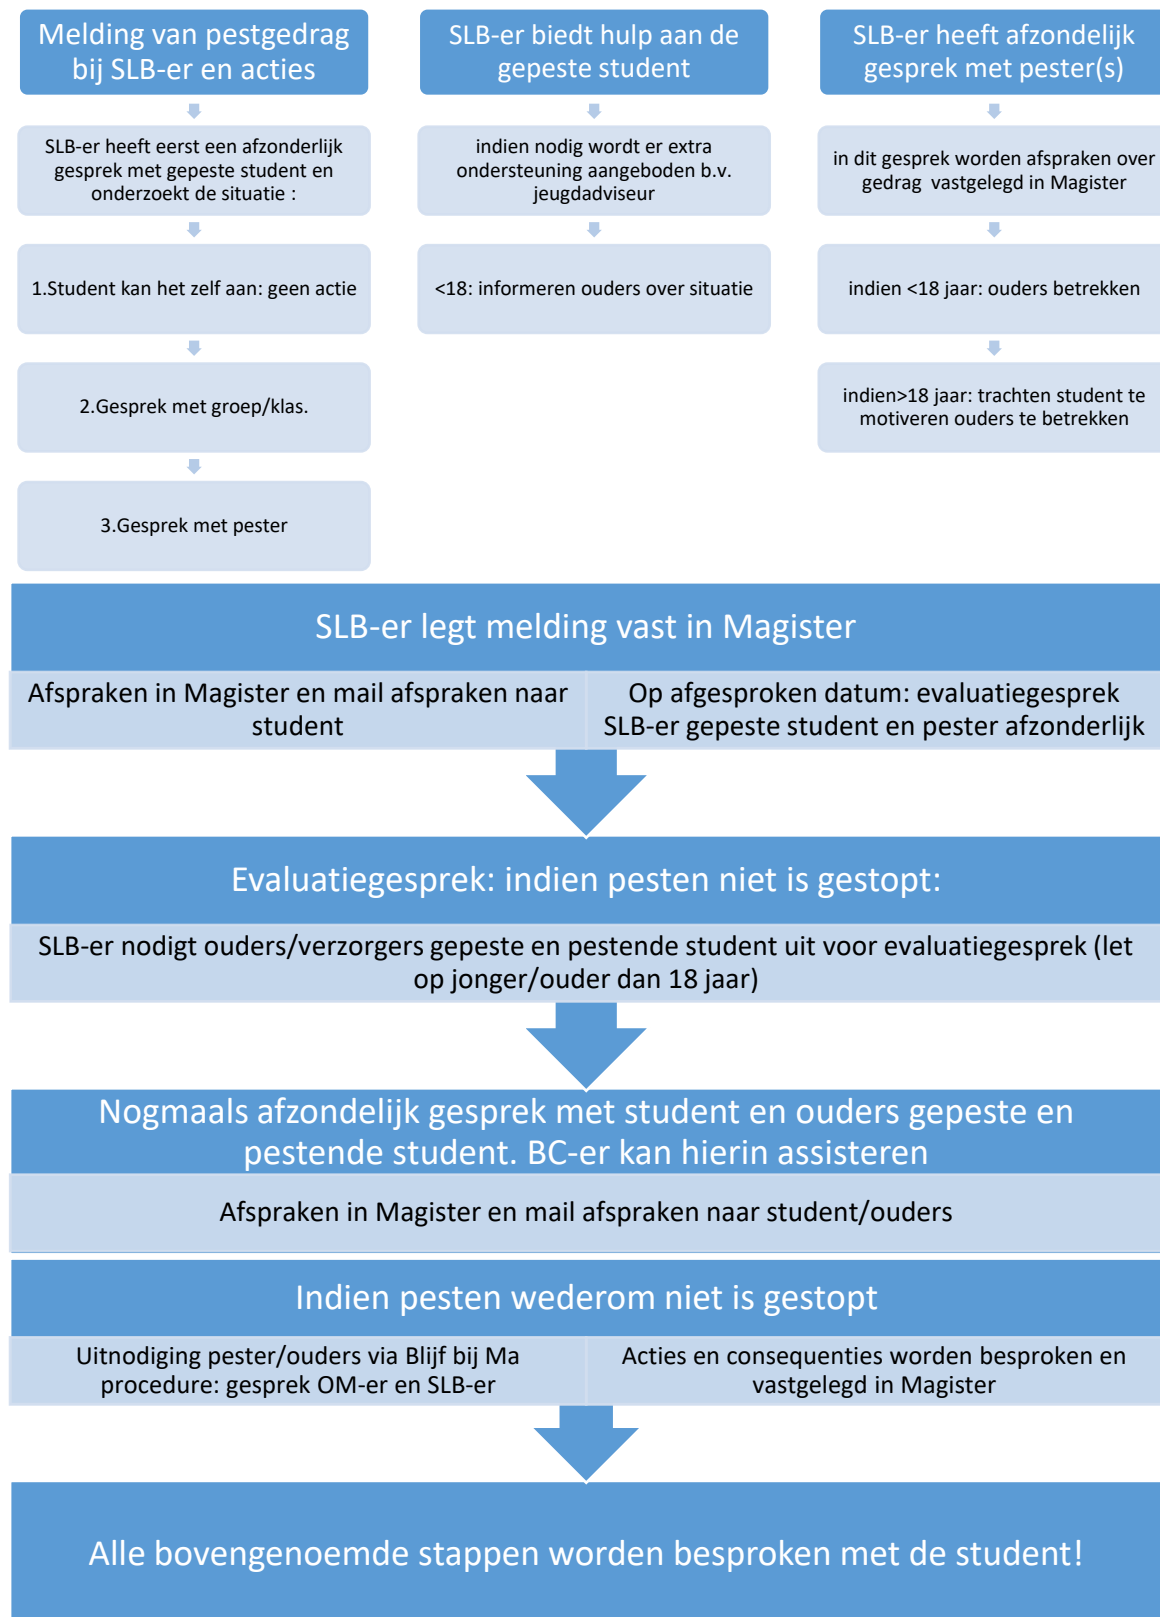 Melding van pestgedrag
bij SLB-er en acties
SLB-er heeft eerst een afzonderlijk
gesprek met gepeste student en
onderzoekt de situatie :
1.Student kan het zelf aan: geen actie
2.Gesprek met groep/klas.
3.Gesprek met pester
SLB-er biedt hulp aan de
gepeste student
indien nodig wordt er extra
ondersteuning aangeboden b.v.
jeugdadviseur
<18: informeren ouders over situatie
SLB-er heeft afzondelijk
gesprek met pester(s)
in dit gesprek worden afspraken over
gedrag vastgelegd in Magister
indien <18 jaar: ouders betrekken
indien>18 jaar: trachten student te
motiveren ouders te betrekken
SLB-er legt melding vast in Magister
Afspraken in Magister en mail afspraken naar
student
Op afgesproken datum: evaluatiegesprek
SLB-er gepeste student en pester afzonderlijk
Evaluatiegesprek: indien pesten niet is gestopt:
SLB-er nodigt ouders/verzorgers gepeste en pestende student uit voor evaluatiegesprek (let
op jonger/ouder dan 18 jaar)
Nogmaals afzondelijk gesprek met student en ouders gepeste en
pestende student. BC-er kan hierin assisteren
Afspraken in Magister en mail afspraken naar student/ouders
Indien pesten wederom niet is gestopt
Uitnodiging pester/ouders via Blijf bij Ma
procedure: gesprek OM-er en SLB-er
Acties en consequenties worden besproken en
vastgelegd in Magister
Alle bovengenoemde stappen worden besproken met de student!